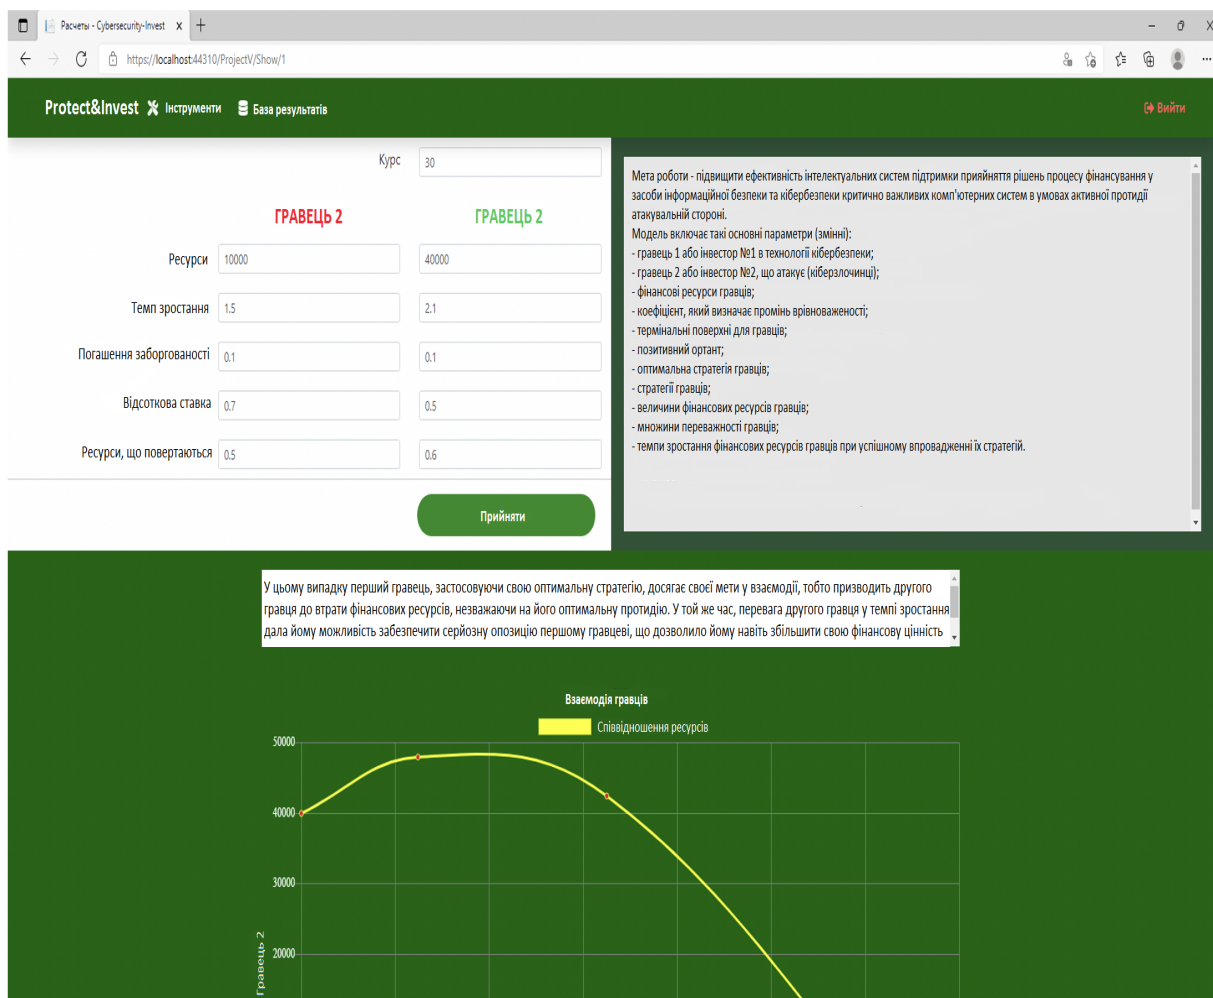 Расчеты - Cybersecurity-Invest
https://localhost:44310/ProjectV/Show/1
Protect&Invest Інструменти База результатів Вийти
Курс 30
ГРАВЕЦЬ 2 ГРАВЕЦЬ 2
Ресурси 10000 40000
Темп зростання 1.5 2.1
Погашення заборгованості 0.1 0.1
Відсоткова ставка 0.7 0.5
Ресурси, що повертаються 0.5 0.6
Прийняти
Мета роботи - підвищити ефективність інтелектуальних систем підтримки прияйняття рішень процесу фінансування у
засоби інформаційної безпеки та кібербезпеки критично важливих комп'ютерних систем в умовах активної протидії
атакувальній стороні.
Модель включає такі основні параметри (змінні):
- гравець 1 або інвестор №1 в технології кібербезпеки;
- гравець 2 або інвестор №2, що атакує (кіберзлочинці);
- фінансові ресурси гравців;
- коефіцієнт, який визначає промінь врівноваженості;
- термінальні поверхні для гравців;
- позитивний ортант;
- оптимальна стратегія гравців;
- стратегії гравців;
- величини фінансових ресурсів гравців;
- множини переважності гравців;
- темпи зростання фінансових ресурсів гравців при успішному впровадженні їх стратегій.
У цьому випадку перший гравець, застосовуючи свою оптимальну стратегію, досягає своєї мети у взаємодії, тобто призводить другого
гравця до втрати фінансових ресурсів, незважаючи на його оптимальну протидію. У той же час, перевага другого гравця у темпі зростання
дала йому можливість забезпечити серйозну опозицію першому гравцеві, що дозволило йому навіть збільшити свою фінансову цінність
Взаємодія гравців
Співвідношення ресурсів
50000
40000
30000
20000
Гравець 2